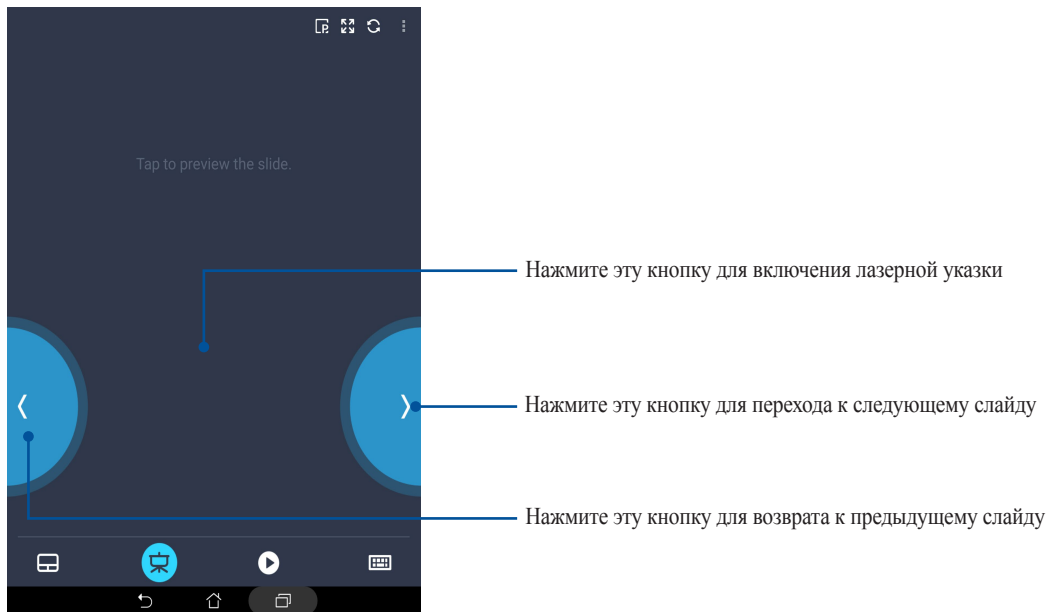 Tap to preview the slide.
Нажмите эту кнопку для включения лазерной указки
Нажмите эту кнопку для перехода к следующему слайду
Нажмите эту кнопку для возврата к предыдущему слайду